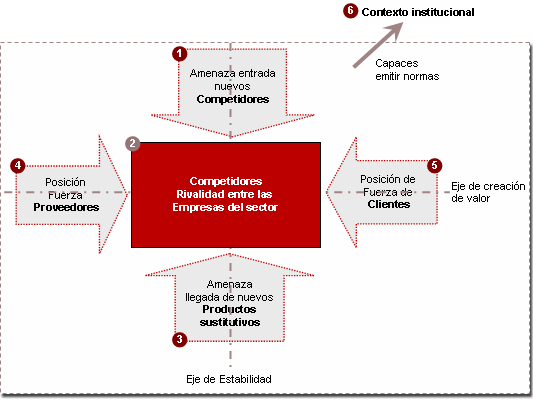 6 Contexto institucional
Capaces
emitir normas
1
Amenaza entrada
nuevos
Competidores
2
Competidores
Rivalidad entre las
Empresas del sector
4
Posición
Fuerza
Proveedores
5
Posición de
Fuerza de
Clientes
Eje de creación
de valor
Amenaza
llegada de nuevos
Productos
sustitutivos
3
Eje de Estabilidad